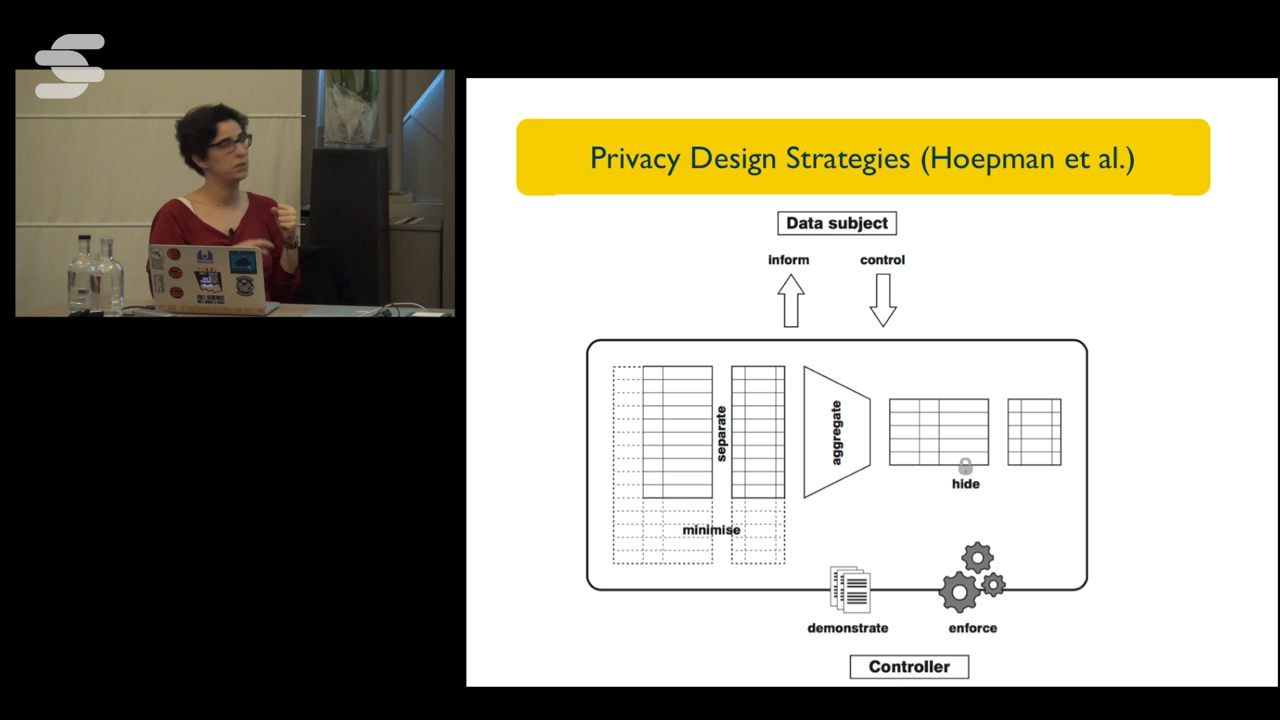 Privacy Design Strategies (Hoepman et al.)
Data subject
inform
control
separate
aggregate
hide
minimise
demonstrate
enforce
Controller